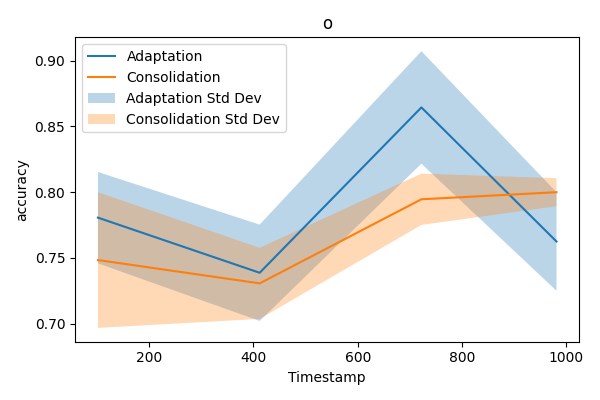 o
Adaptation
Consolidation
Adaptation Std Dev
Consolidation Std Dev
0.90
0.85
0.80
0.75
0.70
accuracy
200
400
600
800
1000
Timestamp